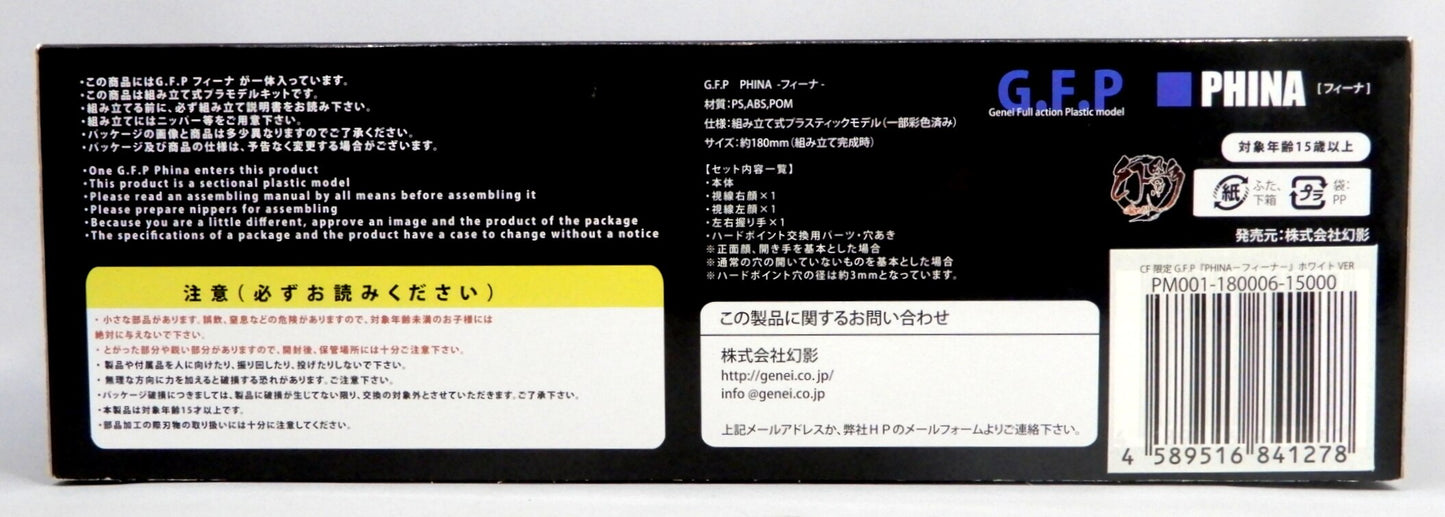 ・この商品にはG.F.P フィーナ が一体入っています。
・この商品は組み立て式プラモデルキットです。
・組み立てる前に、必ず組み立て説明書をお読み下さい。
・組み立てにはニッパー等をご用意下さい。
・パッケージの画像と商品は多少異なりますのでご了承ください。
・パッケージ及び商品の仕様は、予告なく変更する場合がございます。
・One G.F.P Phina enters this product
・This product is a sectional plastic model
・Please read an assembling manual by all means before assembling it
・Please prepare nippers for assembling
・Because you are a little different, approve an image and the product of the package
・The specifications of a package and the product have a case to change without a notice
注意(必ずお読みください)
・小さな部品があります。誤飲、窒息などの危険がありますので、対象年齢未満のお子様には
絶対に与えないで下さい。
・とがった部分や鋭い部分がありますので、開封後、保管場所には十分ご注意下さい。
・製品や付属品を人に向けたり、振り回したり、投げたりしないで下さい。
・無理な方向に力を加えると破損する恐れがあります。ご注意下さい。
・パッケージ破損につきましては、製品に破損が生じてない限り、交換の対象外とさせていただきます。ご了承下さい。
・本製品は対象年齢15才以上です。
・部品加工の際刃物の取り扱いには十分に注意してください。
G.F.P PHINA -フィーナ-
材質:PS,ABS,POM
仕様:組み立て式プラスティックモデル(一部彩色済み)
サイズ:約180mm(組み立て完成時)
【セット内容一覧】
・本体
・視線右顔×1
・視線左顔×1
・左右握り手×1
・ハードポイント交換用パーツ・穴あき
※正面顔、開き手を基本とした場合
※通常の穴の開いていないものを基本とした場合
※ハードポイント穴の径は約3mmとなっています。
この製品に関するお問い合わせ
株式会社幻影
http://genei.co.jp/
info @genei.co.jp
上記メールアドレスか、弊社HPのメールフォームよりご連絡下さい。
G.F.P
Genei Full action Plastic model
PHINA [フィーナ]
対象年齢15歳以上
紙 ふた、下箱 プラ 袋:PP
発売元:株式会社幻影
CF 限定 G.F.P『PHINA－フィーナ－』ホワイト VER
PM001-180006-15000
4 589516 841278